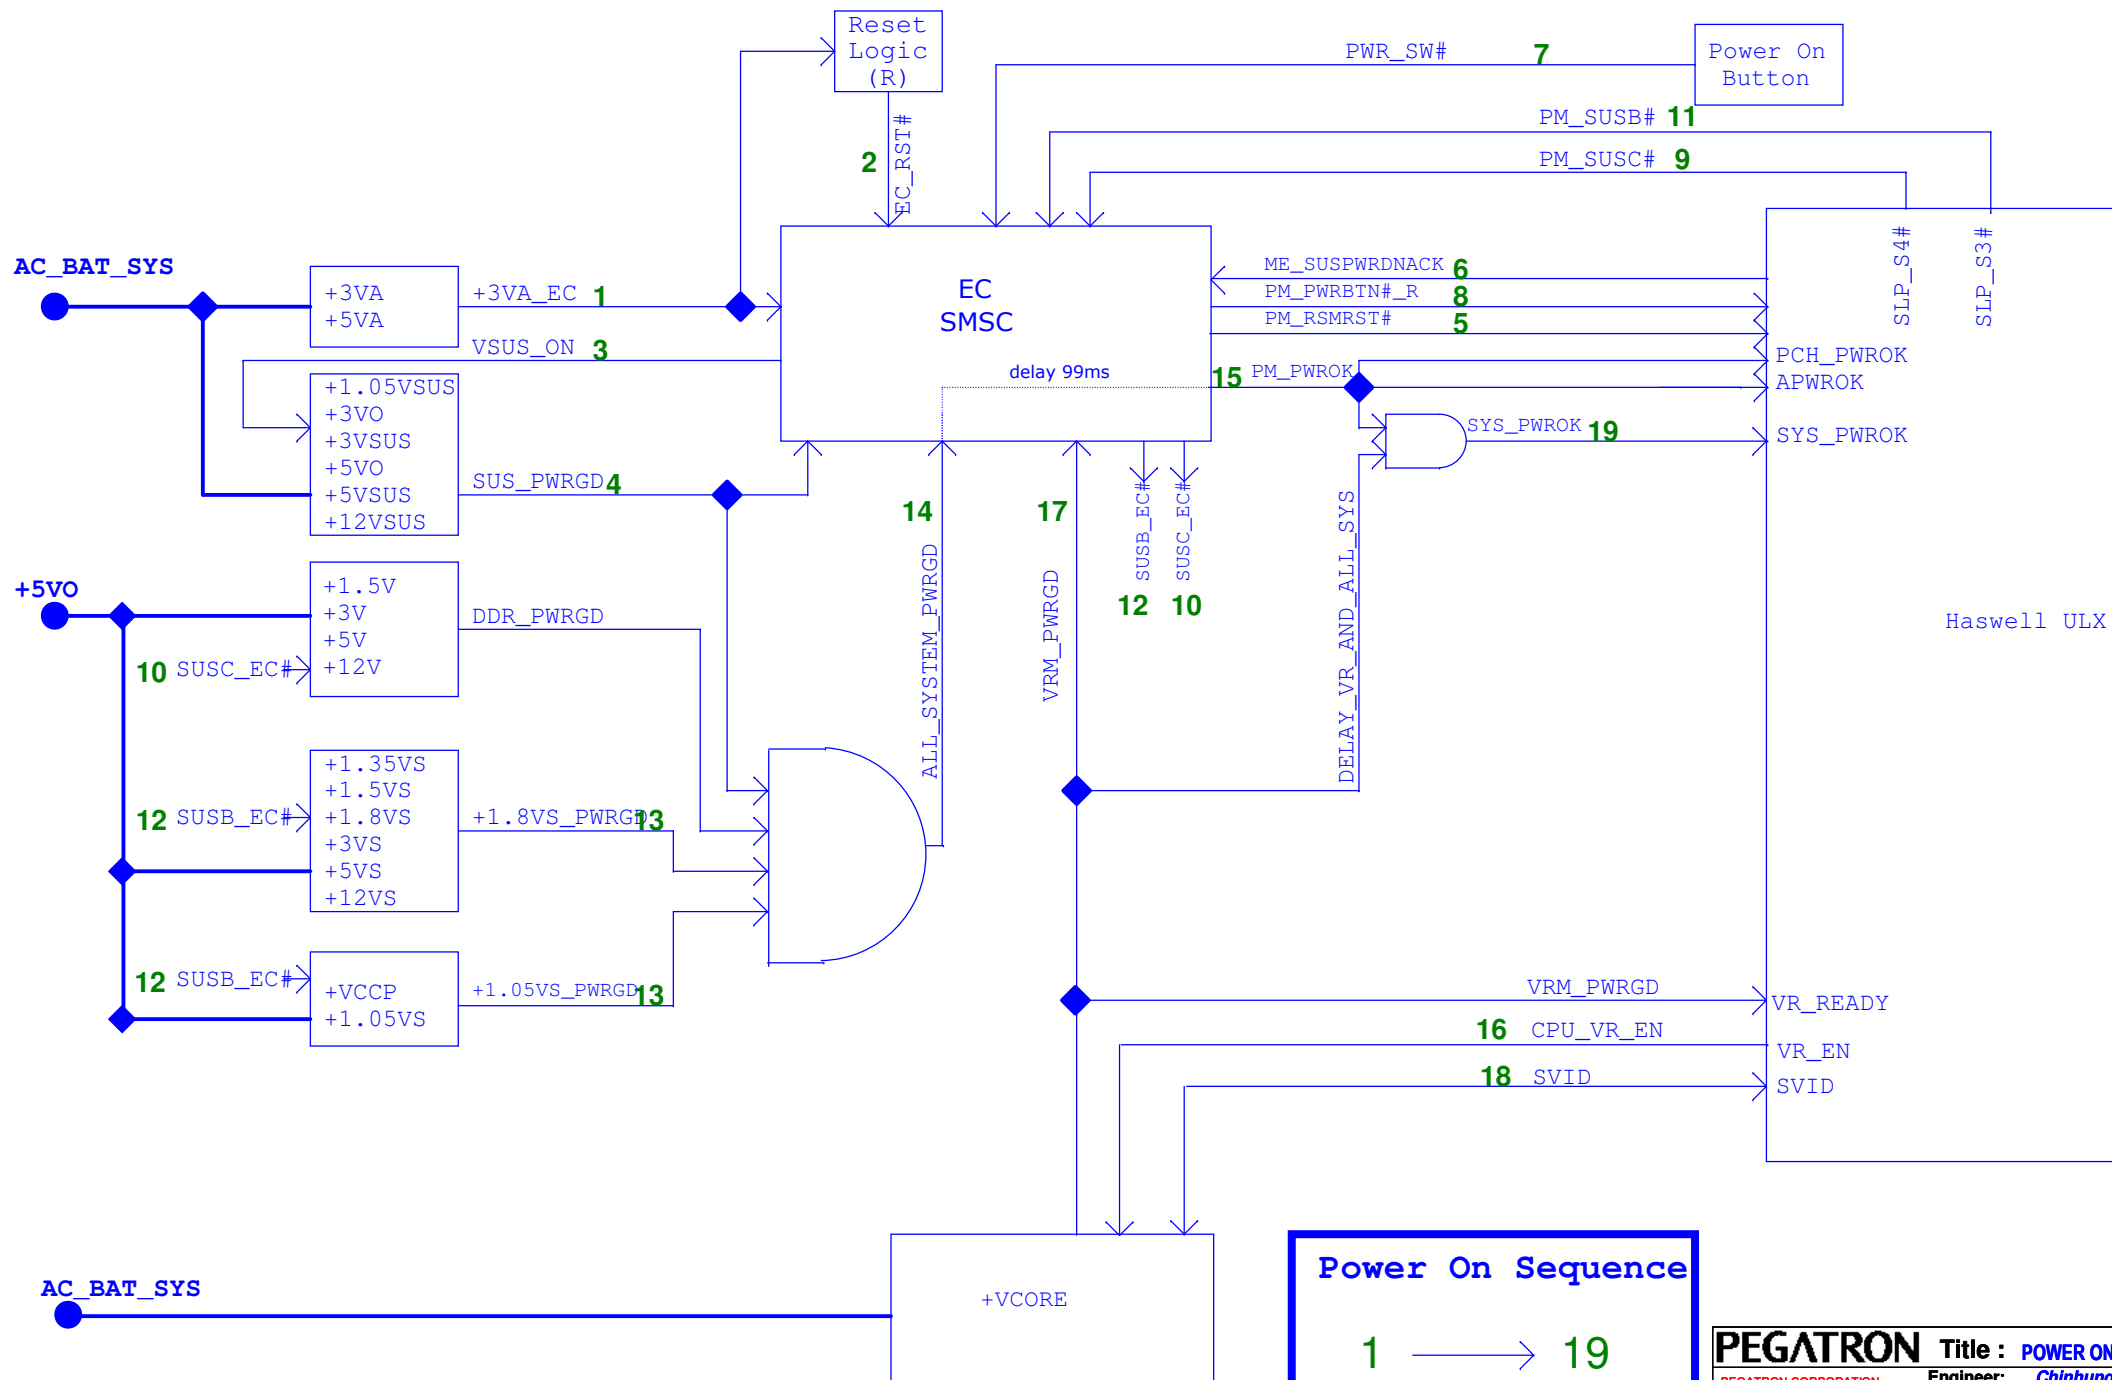 Reset
Logic
(R)
PWR_SW# 7
Power On
Button
PM_SUSB# 11
2
EC_RST#
PM_SUSC# 9
AC_BAT_SYS
+3VA
+5VA
+3VA_EC 1
EC
SMSC
ME_SUSPWRDNACK 6
PM_PWRBTN#_R 8
PM_RSMRST# 5
SLP_S4#
SLP_S3#
VSUS_ON 3
delay 99ms
15 PM_PWROK
PCH_PWROK
APWROK
+1.05VSUS
+3VO
+3VSUS
+5VO
+5VSUS
+12VSUS
SUS_PWRGD 4
SYS_PWROK 19
SYS_PWROK
14
ALL_SYSTEM_PWRGD
17
VRM_PWRGD
SUSB_EC#
12
SUSC_EC#
10
DELAY_VR_AND_ALL_SYS
+5VO
+1.5V
+3V
+5V
+12V
DDR_PWRGD
10 SUSC_EC#
Haswell ULX
+1.35VS
+1.5VS
+1.8VS
+3VS
+5VS
+12VS
12 SUSB_EC#
+1.8VS_PWRGD 13
12 SUSB_EC#
+VCCP
+1.05VS
+1.05VS_PWRGD 13
VRM_PWRGD
VR_READY
16 CPU_VR_EN
VR_EN
18 SVID
SVID
AC_BAT_SYS
+VCORE
Power On Sequence
1 → 19
PEGATRON Title : POWER ON
PEGATRON CORPORATION Engineer: Chinhung